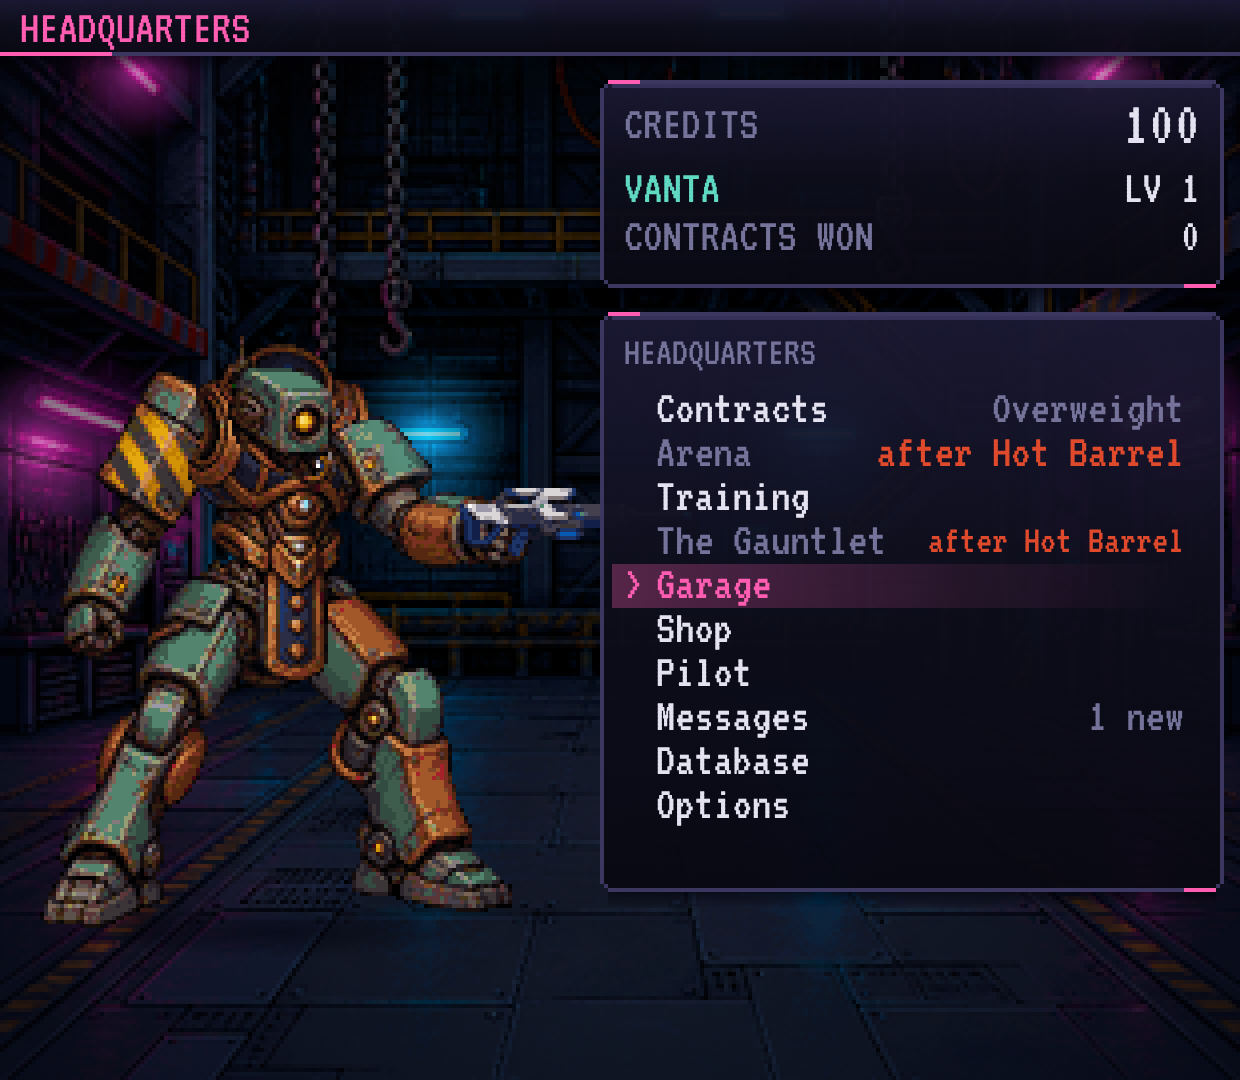 HEADQUARTERS
CREDITS 100
VANTA LV 1
CONTRACTS WON 0
HEADQUARTERS
Contracts Overweight
Arena after Hot Barrel
Training
The Gauntlet after Hot Barrel
> Garage
Shop
Pilot
Messages 1 new
Database
Options